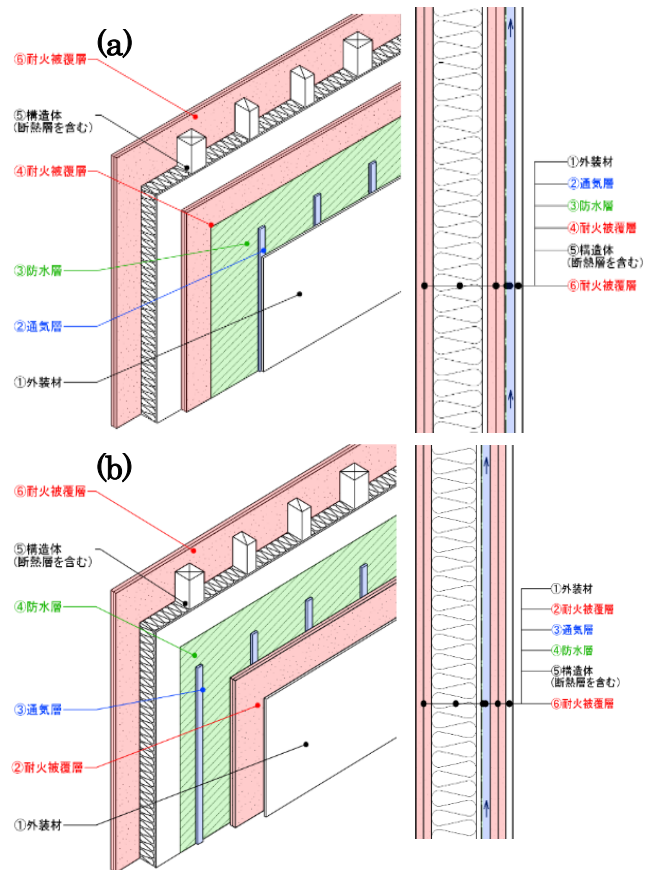 (a)
⑥耐火被覆層
⑤構造体
(断熱層を含む)
④耐火被覆層
③防水層
②通気層
①外装材
①外装材
②通気層
③防水層
④耐火被覆層
⑤構造体
(断熱層を含む)
⑥耐火被覆層
(b)
⑥耐火被覆層
⑤構造体
(断熱層を含む)
④防水層
③通気層
②耐火被覆層
①外装材
①外装材
②耐火被覆層
③通気層
④防水層
⑤構造体
(断熱層を含む)
⑥耐火被覆層